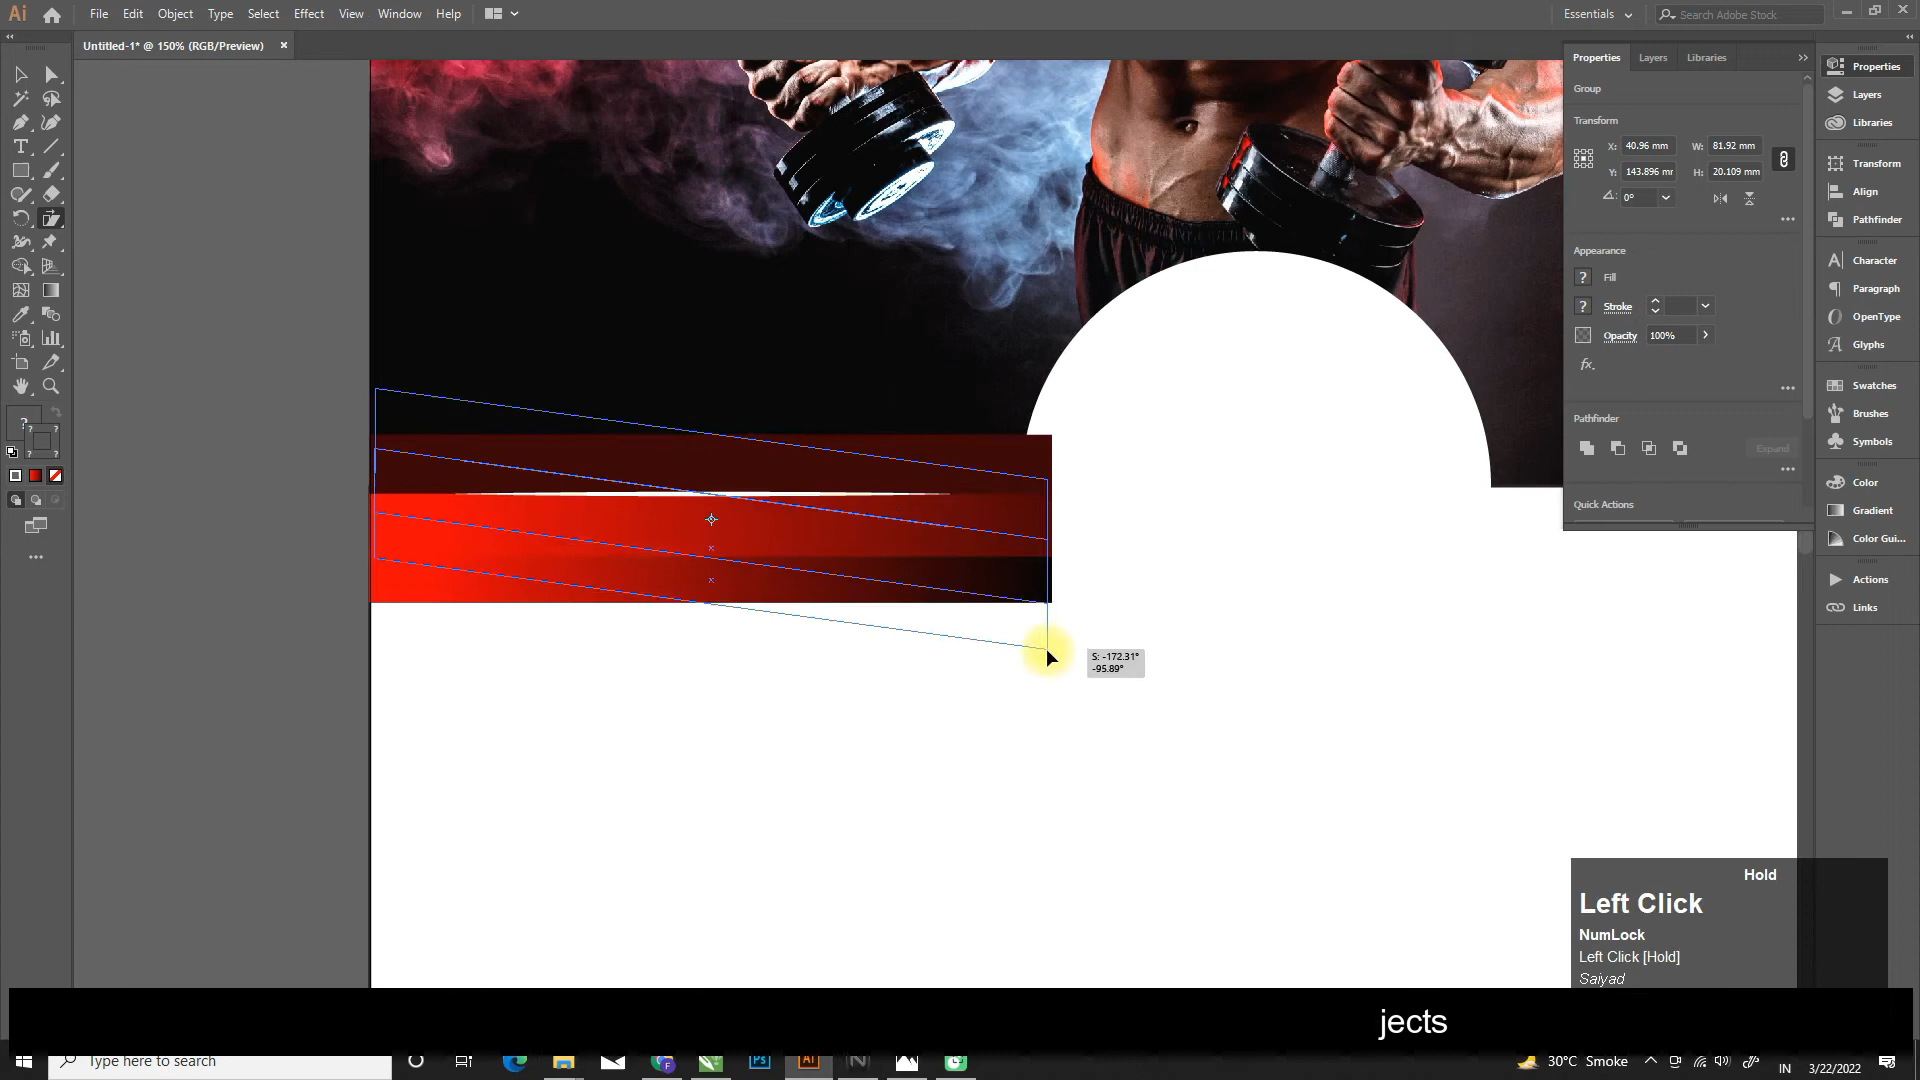 Ai File Edit Object Type Select Effect View Window Help Essentials Search Adobe Stock
Untitled-1* @ 150% (RGB/Preview) ×
Properties Layers Libraries
Group
Transform
X: 40.96 mm W: 81.92 mm
Y: 143.896 mr H: 20.109 mm
0°
Appearance
? Fill
? Stroke
Opacity 100%
fx.
Pathfinder
Expand
Quick Actions
Properties
Layers
Libraries
Transform
Align
Pathfinder
Character
Paragraph
OpenType
Glyphs
Swatches
Brushes
Symbols
Color
Gradient
Color Gui...
Actions
Links
S: -172.31°
-95.89°
Hold
Left Click
NumLock
Left Click [Hold]
Saiyad
jects
Type here to search Ps Ai N 30°C Smoke IN 3/22/2022